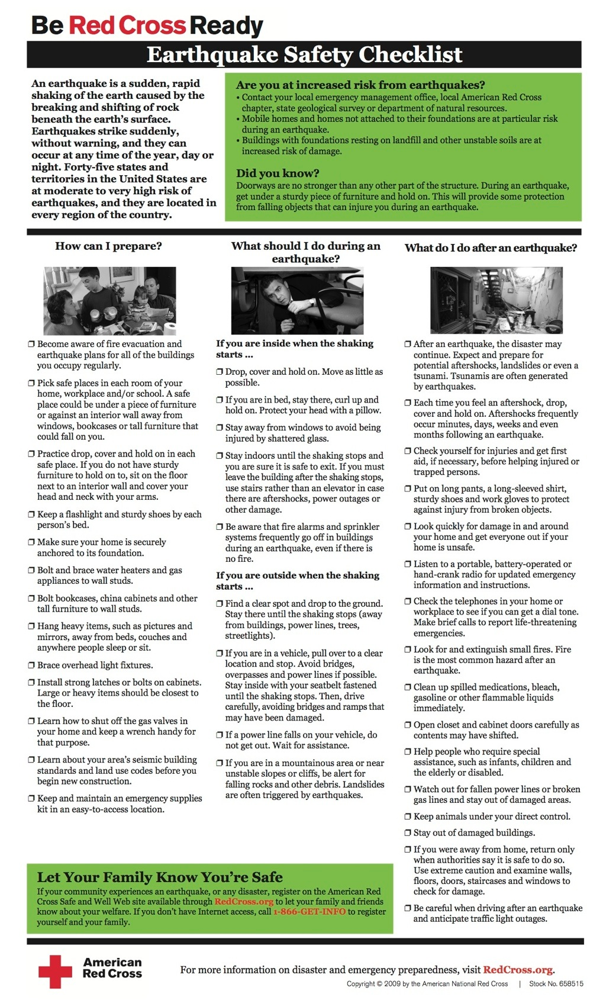 Be Red Cross Ready
Earthquake Safety Checklist
An earthquake is a sudden, rapid
shaking of the earth caused by the
breaking and shifting of rock
beneath the earth's surface.
Earthquakes strike suddenly,
without warning, and they can
occur at any time of the year, day or
night. Forty-five states and
territories in the United States are
at moderate to very high risk of
earthquakes, and they are located in
every region of the country.
Are you at increased risk from earthquakes?
• Contact your local emergency management office, local American Red Cross
chapter, state geological survey or department of natural resources.
• Mobile homes and homes not attached to their foundations are at particular risk
during an earthquake.
• Buildings with foundations resting on landfill and other unstable soils are at
increased risk of damage.
Did you know?
Doorways are no stronger than any other part of the structure. During an earthquake,
get under a sturdy piece of furniture and hold on. This will provide some protection
from falling objects that can injure you during an earthquake.
How can I prepare?
❒ Become aware of fire evacuation and
earthquake plans for all of the buildings
you occupy regularly.
❒ Pick safe places in each room of your
home, workplace and/or school. A safe
place could be under a piece of furniture
or against an interior wall away from
windows, bookcases or tall furniture that
could fall on you.
❒ Practice drop, cover and hold on in each
safe place. If you do not have sturdy
furniture to hold on to, sit on the floor
next to an interior wall and cover your
head and neck with your arms.
❒ Keep a flashlight and sturdy shoes by each
person's bed.
❒ Make sure your home is securely
anchored to its foundation.
❒ Bolt and brace water heaters and gas
appliances to wall studs.
❒ Bolt bookcases, china cabinets and other
tall furniture to wall studs.
❒ Hang heavy items, such as pictures and
mirrors, away from beds, couches and
anywhere people sleep or sit.
❒ Brace overhead light fixtures.
❒ Install strong latches or bolts on cabinets.
Large or heavy items should be closest to
the floor.
❒ Learn how to shut off the gas valves in
your home and keep a wrench handy for
that purpose.
❒ Learn about your area's seismic building
standards and land use codes before you
begin new construction.
❒ Keep and maintain an emergency supplies
kit in an easy-to-access location.
What should I do during an
earthquake?
If you are inside when the shaking
starts ...
❒ Drop, cover and hold on. Move as little as
possible.
❒ If you are in bed, stay there, curl up and
hold on. Protect your head with a pillow.
❒ Stay away from windows to avoid being
injured by shattered glass.
❒ Stay indoors until the shaking stops and
you are sure it is safe to exit. If you must
leave the building after the shaking stops,
use stairs rather than an elevator in case
there are aftershocks, power outages or
other damage.
❒ Be aware that fire alarms and sprinkler
systems frequently go off in buildings
during an earthquake, even if there is
no fire.
If you are outside when the shaking
starts ...
❒ Find a clear spot and drop to the ground.
Stay there until the shaking stops (away
from buildings, power lines, trees,
streetlights).
❒ If you are in a vehicle, pull over to a clear
location and stop. Avoid bridges,
overpasses and power lines if possible.
Stay inside with your seatbelt fastened
until the shaking stops. Then, drive
carefully, avoiding bridges and ramps that
may have been damaged.
❒ If a power line falls on your vehicle, do
not get out. Wait for assistance.
❒ If you are in a mountainous area or near
unstable slopes or cliffs, be alert for
falling rocks and other debris. Landslides
are often triggered by earthquakes.
What do I do after an earthquake?
❒ After an earthquake, the disaster may
continue. Expect and prepare for
potential aftershocks, landslides or even a
tsunami. Tsunamis are often generated
by earthquakes.
❒ Each time you feel an aftershock, drop,
cover and hold on. Aftershocks frequently
occur minutes, days, weeks and even
months following an earthquake.
❒ Check yourself for injuries and get first
aid, if necessary, before helping injured or
trapped persons.
❒ Put on long pants, a long-sleeved shirt,
sturdy shoes and work gloves to protect
against injury from broken objects.
❒ Look quickly for damage in and around
your home and get everyone out if your
home is unsafe.
❒ Listen to a portable, battery-operated or
hand-crank radio for updated emergency
information and instructions.
❒ Check the telephones in your home or
workplace to see if you can get a dial tone.
Make brief calls to report life-threatening
emergencies.
❒ Look for and extinguish small fires. Fire
is the most common hazard after an
earthquake.
❒ Clean up spilled medications, bleach,
gasoline or other flammable liquids
immediately.
❒ Open closet and cabinet doors carefully as
contents may have shifted.
❒ Help people who require special
assistance, such as infants, children and
the elderly or disabled.
❒ Watch out for fallen power lines or broken
gas lines and stay out of damaged areas.
❒ Keep animals under your direct control.
❒ Stay out of damaged buildings.
❒ If you were away from home, return only
when authorities say it is safe to do so.
Use extreme caution and examine walls,
floors, doors, staircases and windows to
check for damage.
❒ Be careful when driving after an earthquake
and anticipate traffic light outages.
Let Your Family Know You're Safe
If your community experiences an earthquake, or any disaster, register on the American Red
Cross Safe and Well Web site available through RedCross.org to let your family and friends
know about your welfare. If you don't have Internet access, call 1-866-GET-INFO to register
yourself and your family.
American
Red Cross
For more information on disaster and emergency preparedness, visit RedCross.org.
Copyright © 2009 by the American National Red Cross | Stock No. 658515